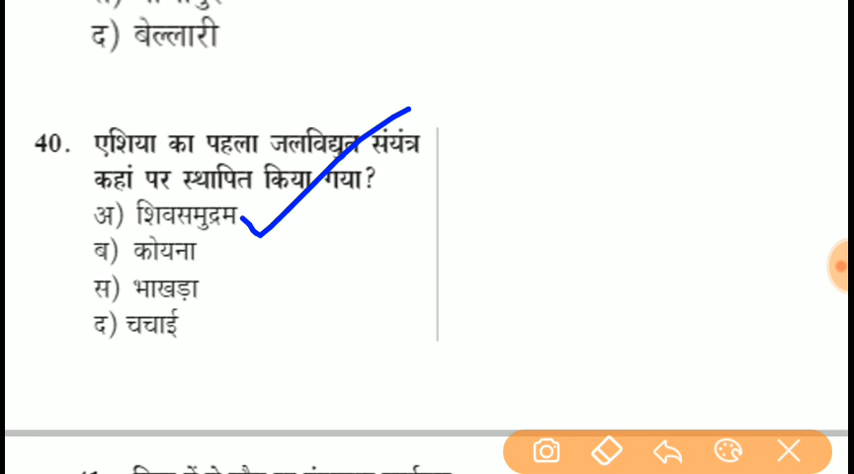 द) बेल्लारी
40. एशिया का पहला जलविद्युत संयंत्र
कहां पर स्थापित किया गया?
अ) शिवसमुद्रम
ब) कोयना
स) भाखड़ा
द) चचाई